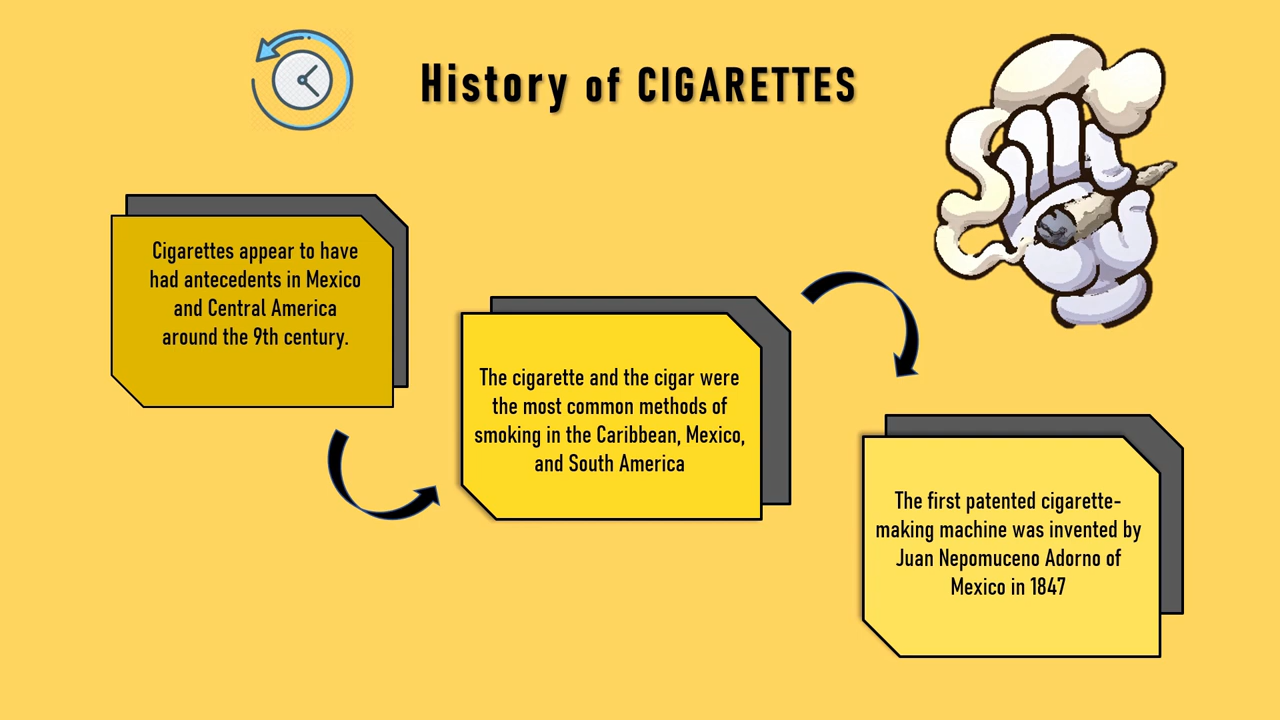 History of CIGARETTES
Cigarettes appear to have
had antecedents in Mexico
and Central America
around the 9th century.
The cigarette and the cigar were
the most common methods of
smoking in the Caribbean, Mexico,
and South America
The first patented cigarette-
making machine was invented by
Juan Nepomuceno Adorno of
Mexico in 1847